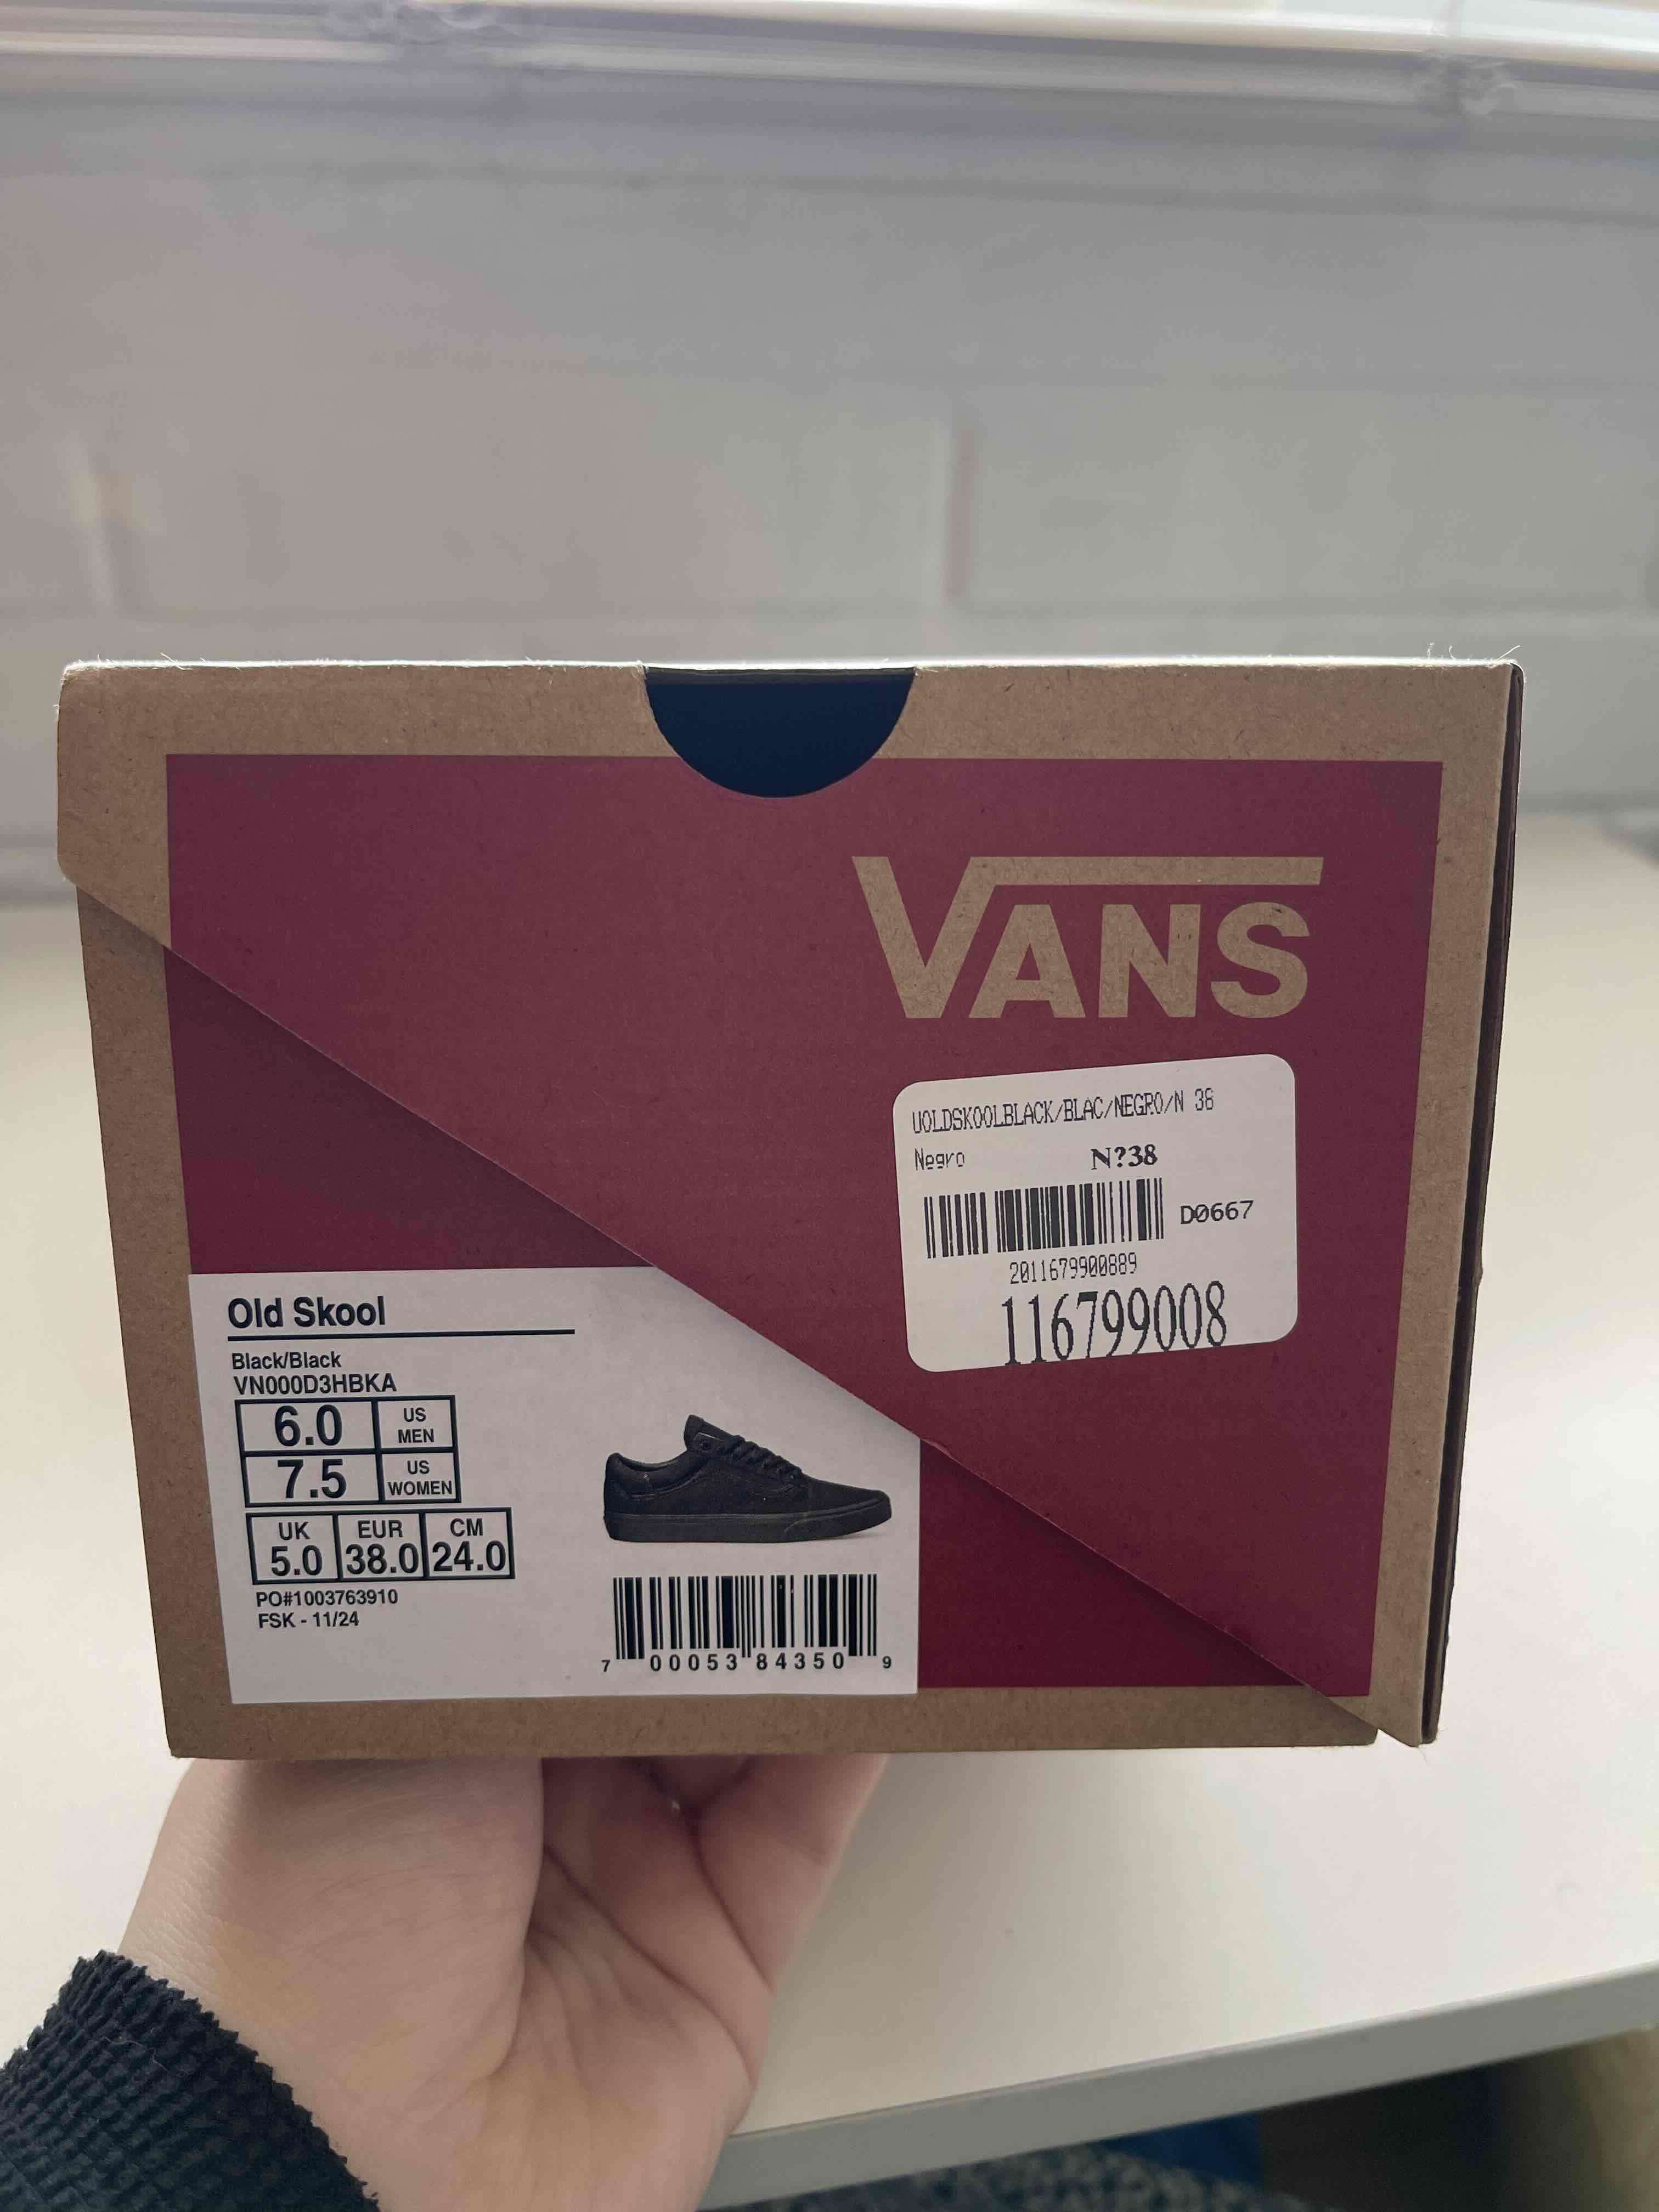 VANS
UOLDSKOOLBLACK/BLAC/NEGRO/N 38
Negro N?38
D0667
2011679900889
116799008
Old Skool
Black/Black
VN000D3HBKA
6.0 US MEN
7.5 US WOMEN
UK EUR CM
5.0 38.0 24.0
PO#1003763910
FSK - 11/24
7 00053 84350 9